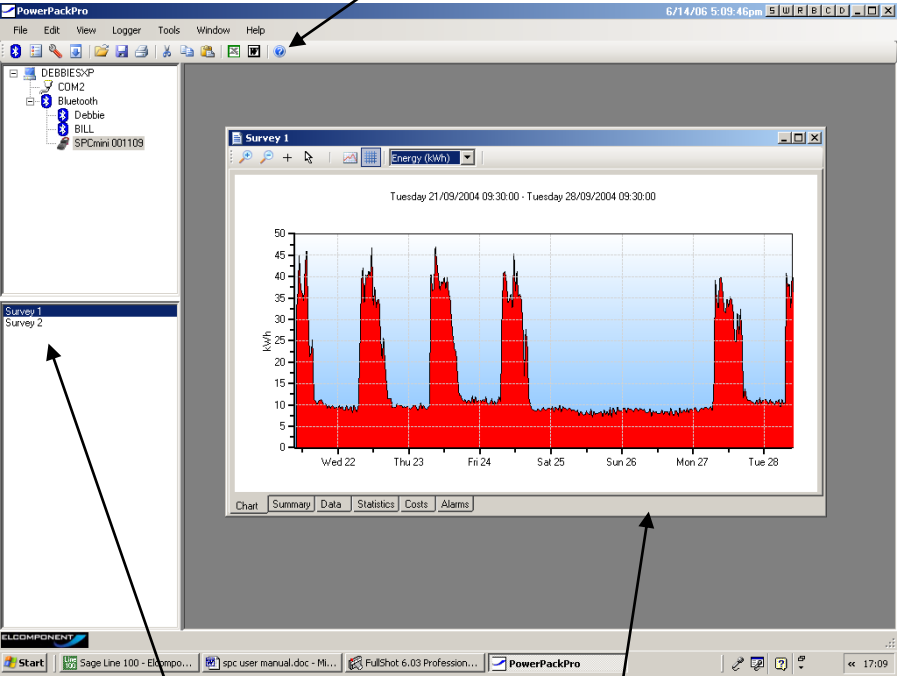 PowerPackPro 6/14/06 5:09:46pm S W R B C D
File Edit View Logger Tools Window Help
DEBBIESXP
COM2
Bluetooth
Debbie
BILL
SPCmini 001109
Survey 1
Survey 2
Survey 1
Energy (kWh)
Tuesday 21/09/2004 09:30:00 - Tuesday 28/09/2004 09:30:00
50
45
40
35
30
25
20
15
10
5
0
kWh
Wed 22 Thu 23 Fri 24 Sat 25 Sun 26 Mon 27 Tue 28
Chart Summary Data Statistics Costs Alarms
ELCOMPONENT
Start Sage Line 100 - Elcompo... spc user manual.doc - Mi... FullShot 6.03 Profession... PowerPackPro « 17:09